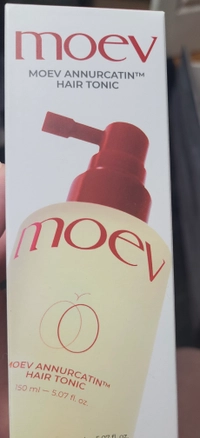 moev
MOEV ANNURCATIN™
HAIR TONIC
moev
MOEV ANNURCATIN™
HAIR TONIC
150 ml — 5.07 fl. oz.